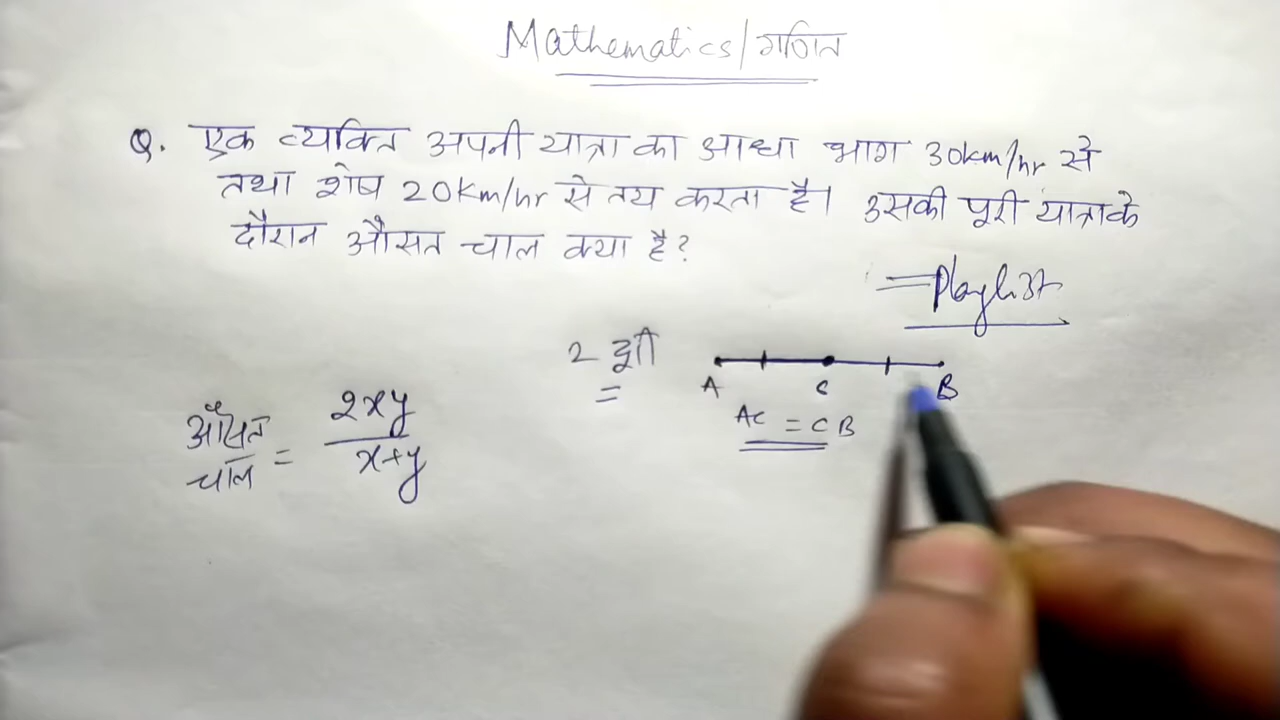 Mathematics/गणित
Q. एक व्यक्ति अपनी यात्रा का आधा भाग 30km/hr से
तथा शेष 20km/hr से तय करता है। उसकी पूरी यात्रा के
दौरान औसत चाल क्या है?
=Playlist
2
A C B
AC = CB
औसत चाल = 2xy / x+y